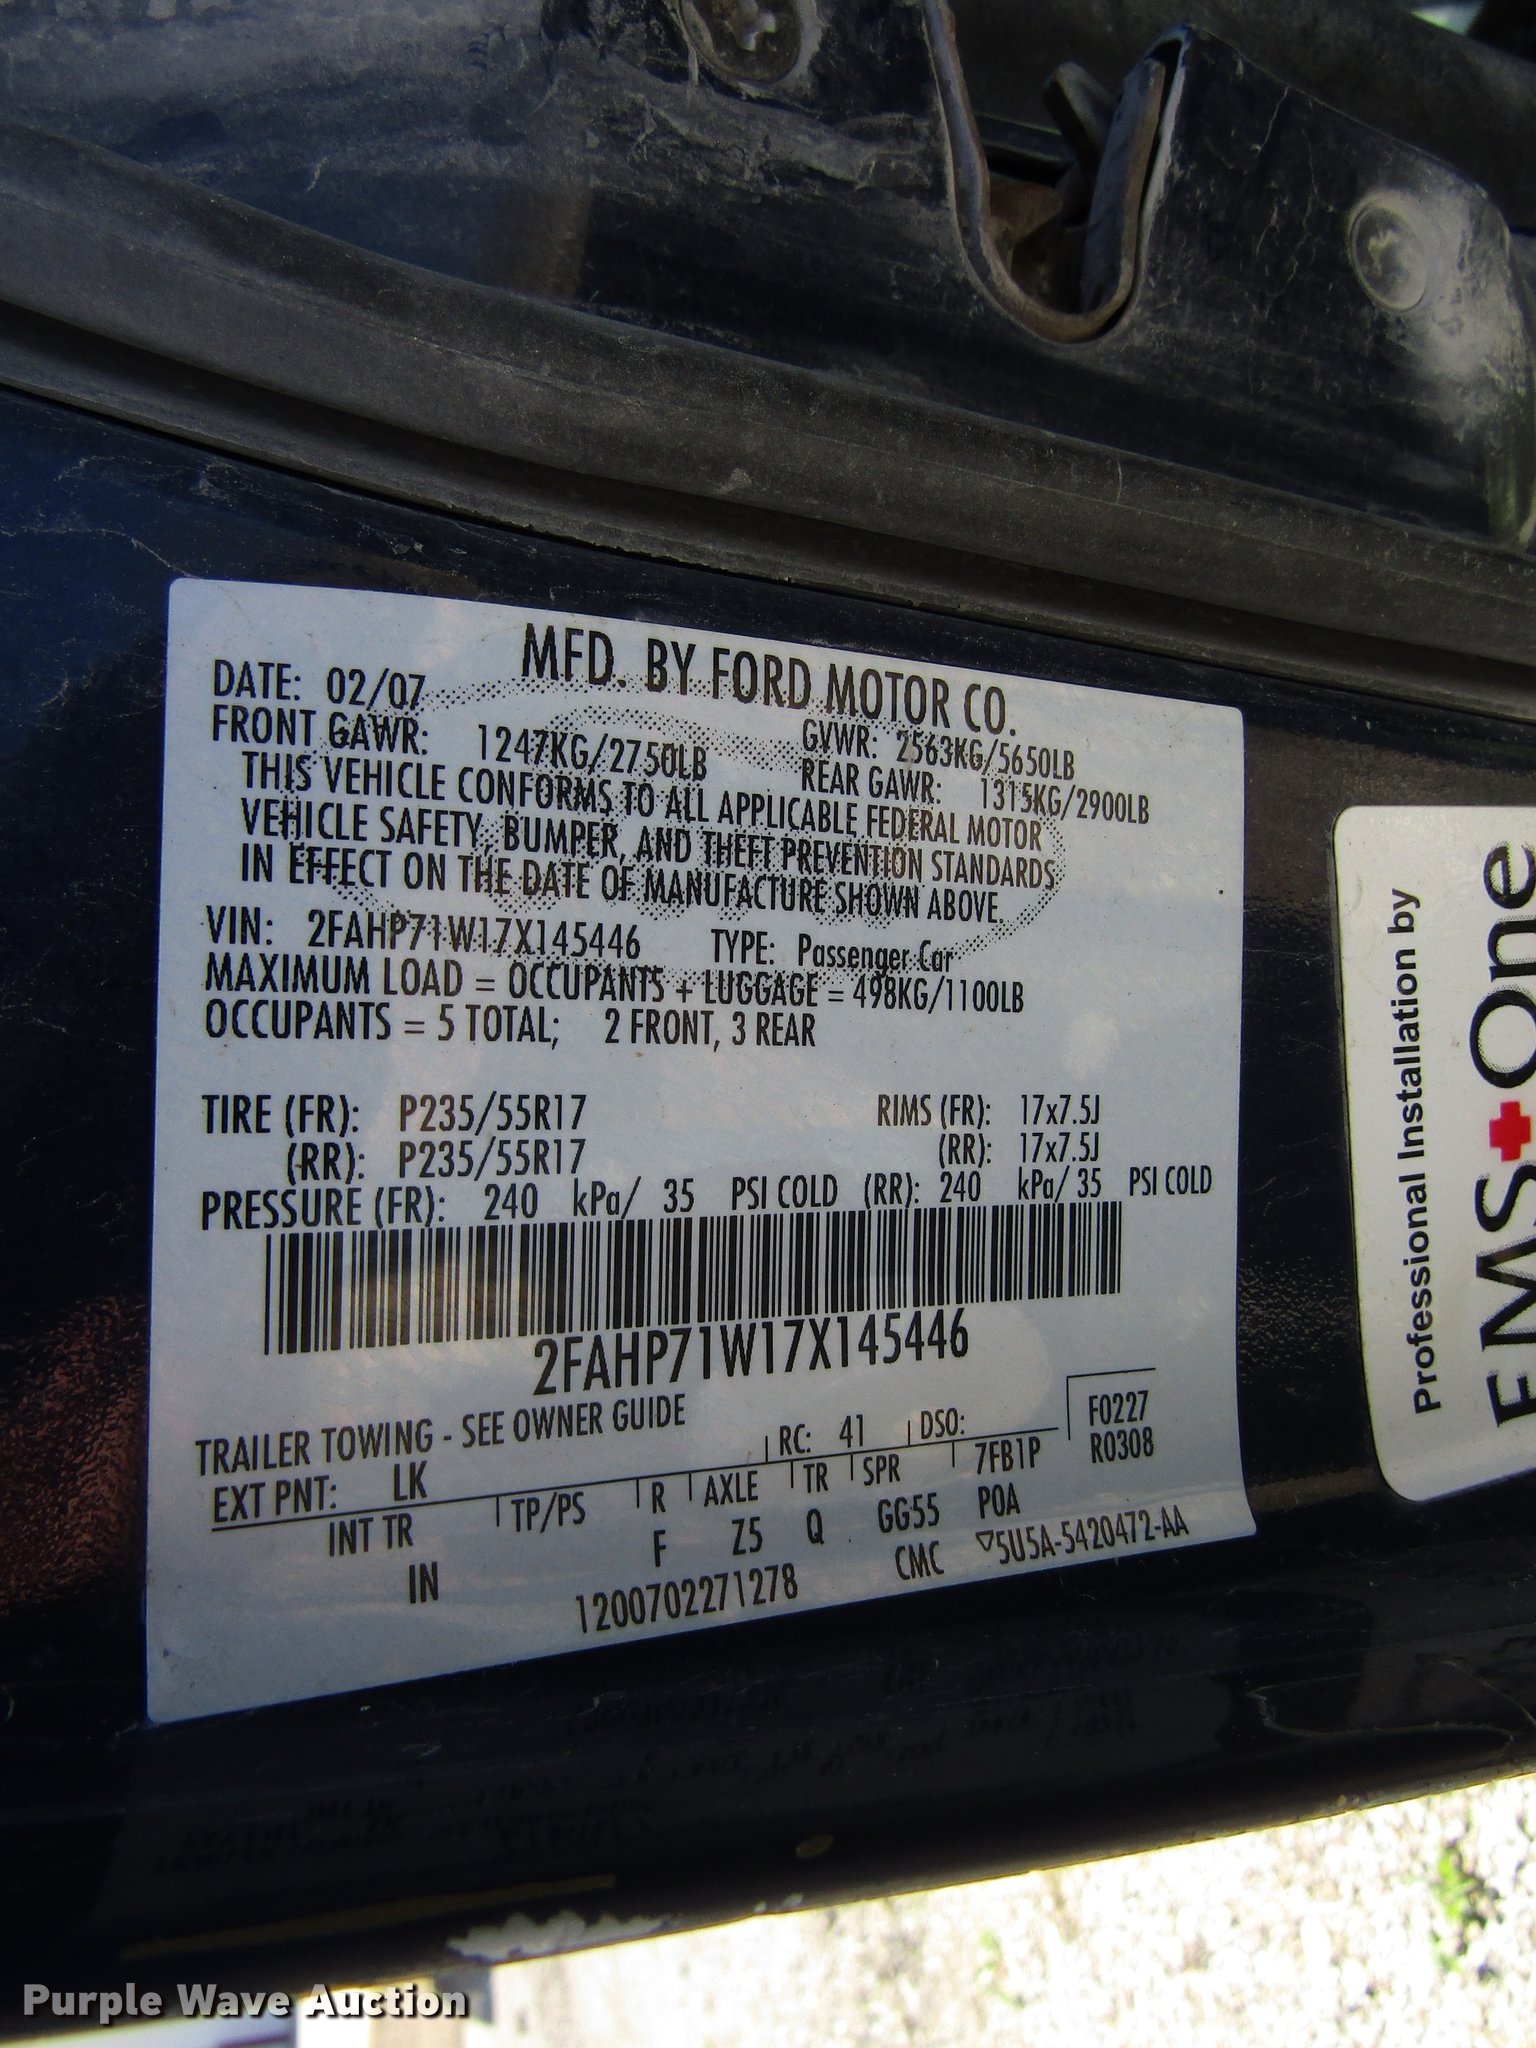 MFD. BY FORD MOTOR CO.
DATE: 02/07 GVWR: 2563KG/5650LB
FRONT GAWR: 1247KG/2750LB REAR GAWR: 1315KG/2900LB
THIS VEHICLE CONFORMS TO ALL APPLICABLE FEDERAL MOTOR
VEHICLE SAFETY, BUMPER, AND THEFT PREVENTION STANDARDS
IN EFFECT ON THE DATE OF MANUFACTURE SHOWN ABOVE.
VIN: 2FAHP71W17X145446 TYPE: Passenger Car
MAXIMUM LOAD = OCCUPANTS + LUGGAGE = 498KG/1100LB
OCCUPANTS = 5 TOTAL; 2 FRONT, 3 REAR
TIRE (FR): P235/55R17 RIMS (FR): 17x7.5J
(RR): P235/55R17 (RR): 17x7.5J
PRESSURE (FR): 240 kPa/ 35 PSI COLD (RR): 240 kPa/ 35 PSI COLD
2FAHP71W17X145446
TRAILER TOWING - SEE OWNER GUIDE
EXT PNT: LK RC: 41 DSO: F0227
INT TR TP/PS R AXLE TR SPR 7FB1P R0308
IN F Z5 Q GG55 POA
1200702271278 CMC ▽5U5A-5420472-AA
Professional Installation by
EMS+One
Purple Wave Auction